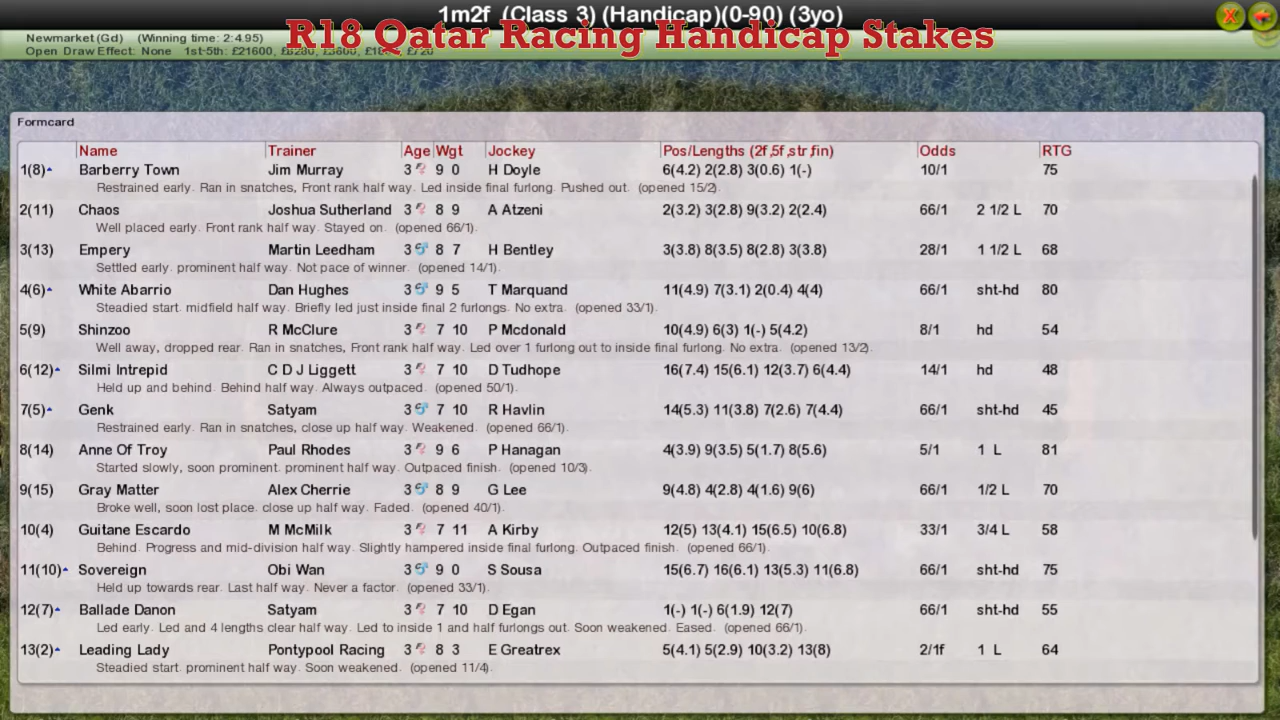 1m2f (Class 3) (Handicap)(0-90) (3yo)
R18 Qatar Racing Handicap Stakes
Newmarket (Gd) (Winning time: 2:4.95)
Open Draw Effect: None 1st-5th: £21600,
Formcard
Name Trainer Age Wgt Jockey Pos/Lengths (2f,5f,str,fin) Odds RTG
1(8) Barberry Town Jim Murray 3 9 0 H Doyle 6(4.2) 2(2.8) 3(0.6) 1(-) 10/1 75
Restrained early. Ran in snatches, Front rank half way. Led inside final furlong. Pushed out. (opened 15/2).
2(11) Chaos Joshua Sutherland 3 8 9 A Atzeni 2(3.2) 3(2.8) 9(3.2) 2(2.4) 66/1 2 1/2 L 70
Well placed early. Front rank half way. Stayed on. (opened 66/1).
3(13) Empery Martin Leedham 3 8 7 H Bentley 3(3.8) 8(3.5) 8(2.8) 3(3.8) 28/1 1 1/2 L 68
Settled early. prominent half way. Not pace of winner. (opened 14/1).
4(6) White Abarrio Dan Hughes 3 9 5 T Marquand 11(4.9) 7(3.1) 2(0.4) 4(4) 66/1 sht-hd 80
Steadied start. midfield half way. Briefly led just inside final 2 furlongs. No extra. (opened 33/1).
5(9) Shinzoo R McClure 3 7 10 P Mcdonald 10(4.9) 6(3) 1(-) 5(4.2) 8/1 hd 54
Well away, dropped rear. Ran in snatches, Front rank half way. Led over 1 furlong out to inside final furlong. No extra. (opened 13/2).
6(12) Silmi Intrepid C D J Liggett 3 7 10 D Tudhope 16(7.4) 15(6.1) 12(3.7) 6(4.4) 14/1 hd 48
Held up and behind. Behind half way. Always outpaced. (opened 50/1).
7(5) Genk Satyam 3 7 10 R Havlin 14(5.3) 11(3.8) 7(2.6) 7(4.4) 66/1 sht-hd 45
Restrained early. Ran in snatches, close up half way. Weakened. (opened 66/1).
8(14) Anne Of Troy Paul Rhodes 3 9 6 P Hanagan 4(3.9) 9(3.5) 5(1.7) 8(5.6) 5/1 1 L 81
Started slowly, soon prominent. prominent half way. Outpaced finish. (opened 10/3).
9(15) Gray Matter Alex Cherrie 3 8 9 G Lee 9(4.8) 4(2.8) 4(1.6) 9(6) 66/1 1/2 L 70
Broke well, soon lost place. close up half way. Faded. (opened 40/1).
10(4) Guitane Escardo M McMilk 3 7 11 A Kirby 12(5) 13(4.1) 15(6.5) 10(6.8) 33/1 3/4 L 58
Behind. Progress and mid-division half way. Slightly hampered inside final furlong. Outpaced finish. (opened 66/1).
11(10) Sovereign Obi Wan 3 9 0 S Sousa 15(6.7) 16(6.1) 13(5.3) 11(6.8) 66/1 sht-hd 75
Held up towards rear. Last half way. Never a factor. (opened 33/1).
12(7) Ballade Danon Satyam 3 7 10 D Egan 1(-) 1(-) 6(1.9) 12(7) 66/1 sht-hd 55
Led early. Led and 4 lengths clear half way. Led to inside 1 and half furlongs out. Soon weakened. Eased. (opened 66/1).
13(2) Leading Lady Pontypool Racing 3 8 3 E Greatrex 5(4.1) 5(2.9) 10(3.2) 13(8) 2/1f 1 L 64
Steadied start. prominent half way. Soon weakened. (opened 11/4).